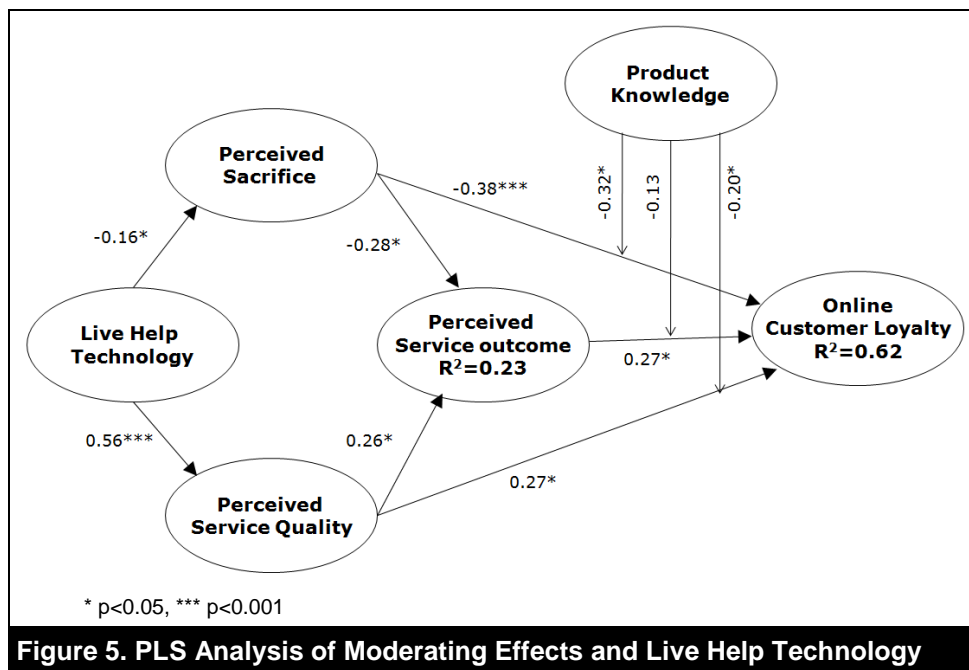 Product
Knowledge
Perceived
Sacrifice
-0.38***
-0.32*
-0.13
-0.20*
-0.16*
-0.28*
Live Help
Technology
Perceived
Service outcome
R²=0.23
Online
Customer Loyalty
R²=0.62
0.27*
0.56***
0.26*
0.27*
Perceived
Service Quality
* p<0.05, *** p<0.001
Figure 5. PLS Analysis of Moderating Effects and Live Help Technology